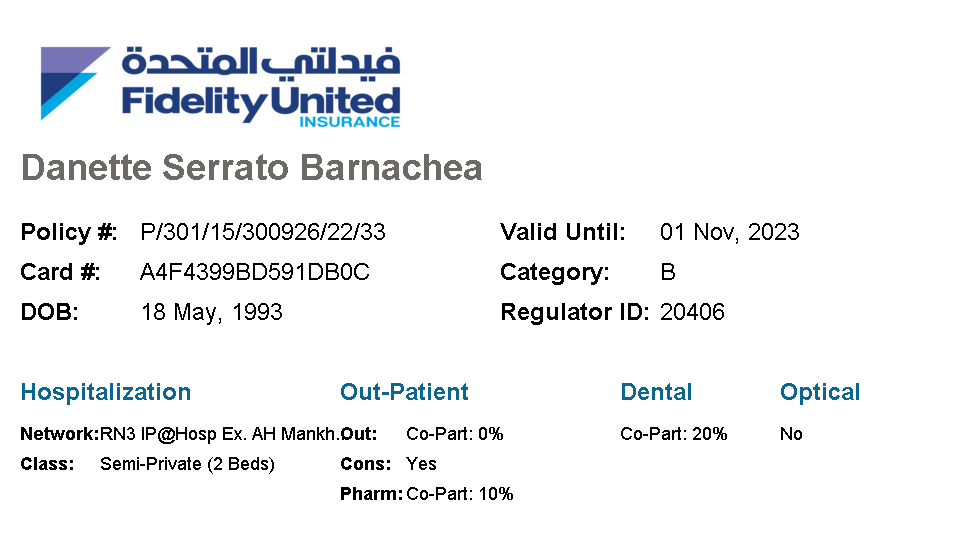 فيدلتي المتحدة
Fidelity United
INSURANCE
Danette Serrato Barnachea
Policy #: P/301/15/300926/22/33 Valid Until: 01 Nov, 2023
Card #: A4F4399BD591DB0C Category: B
DOB: 18 May, 1993 Regulator ID: 20406
Hospitalization Out-Patient Dental Optical
Network: RN3 IP@Hosp Ex. AH Mankh. Out: Co-Part: 0% Co-Part: 20% No
Class: Semi-Private (2 Beds) Cons: Yes
Pharm: Co-Part: 10%